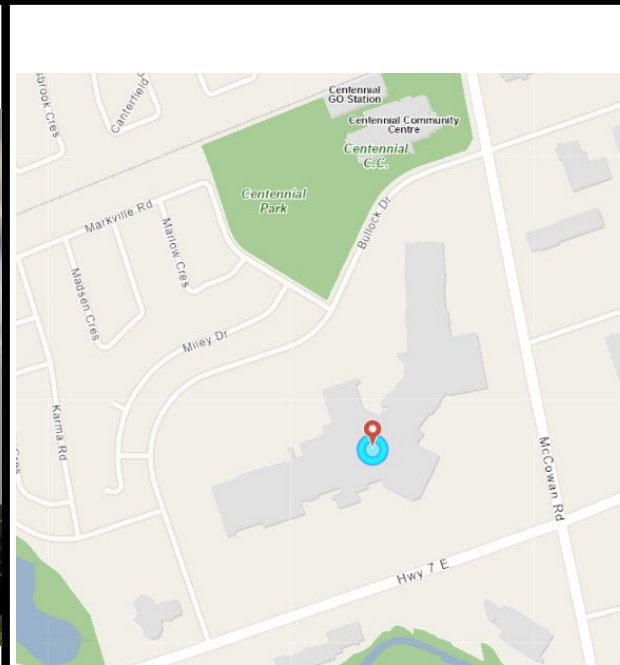 Canterfield
Centennial
GO Station
Centennial Community
Centre
Centennial
C.C.
Centennial
Park
Bullock Dr
Markville Rd
Marlow Cres
Madsen Cres
Miley Dr
Karma Rd
McCowan Rd
Hwy 7 E